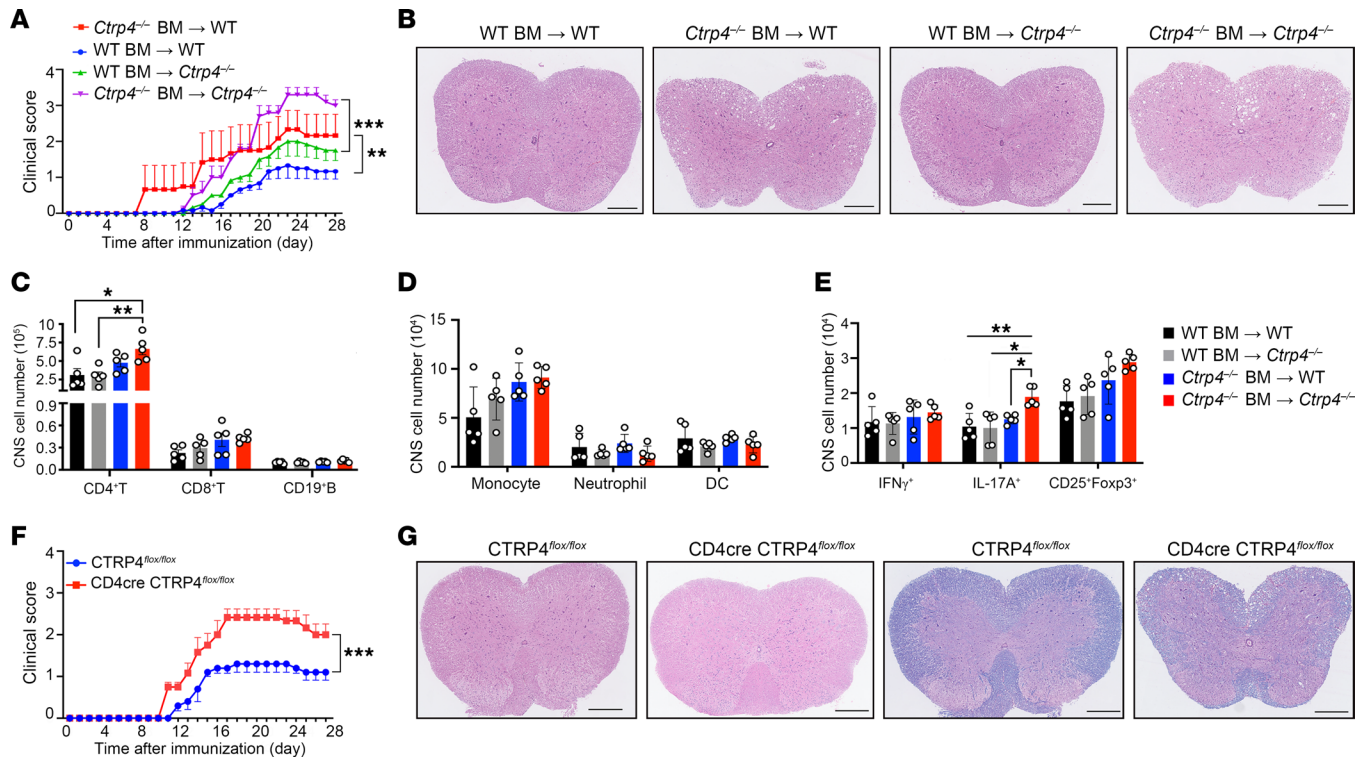 A
Ctrp4–/– BM → WT
WT BM → WT
WT BM → Ctrp4–/–
Ctrp4–/– BM → Ctrp4–/–
Clinical score
4
3
2
1
0
***
**
0 4 8 12 16 20 24 28
Time after immunization (day)
B
WT BM → WT
Ctrp4–/– BM → WT
WT BM → Ctrp4–/–
Ctrp4–/– BM → Ctrp4–/–
C
CNS cell number (10⁵)
10
7.5
5.0
2.5
0.9
0.6
0.3
0
*
**
CD4⁺T CD8⁺T CD19⁺B
D
CNS cell number (10⁴)
15
10
5
0
Monocyte Neutrophil DC
E
CNS cell number (10⁴)
4
3
2
1
0
**
*
*
IFNγ⁺ IL-17A⁺ CD25⁺Foxp3⁺
WT BM → WT
WT BM → Ctrp4–/–
Ctrp4–/– BM → WT
Ctrp4–/– BM → Ctrp4–/–
F
CTRP4flox/flox
CD4cre CTRP4flox/flox
Clinical score
4
3
2
1
0
***
0 4 8 12 16 20 24 28
Time after immunization (day)
G
CTRP4flox/flox
CD4cre CTRP4flox/flox
CTRP4flox/flox
CD4cre CTRP4flox/flox